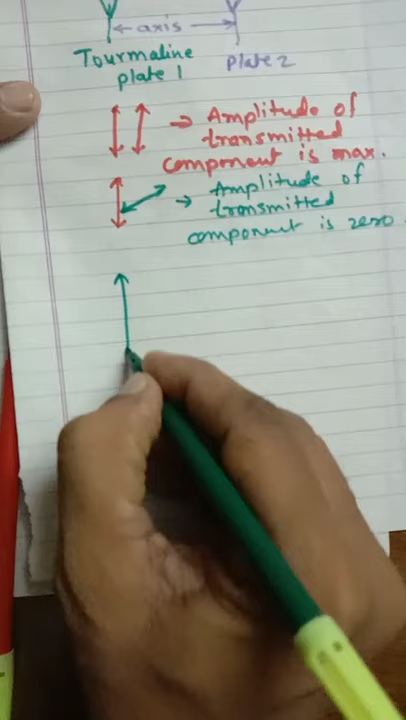 axis
Tourmaline
plate 1
plate 2
→ Amplitude of
transmitted
component is max.
→ Amplitude of
transmitted
component is zero.